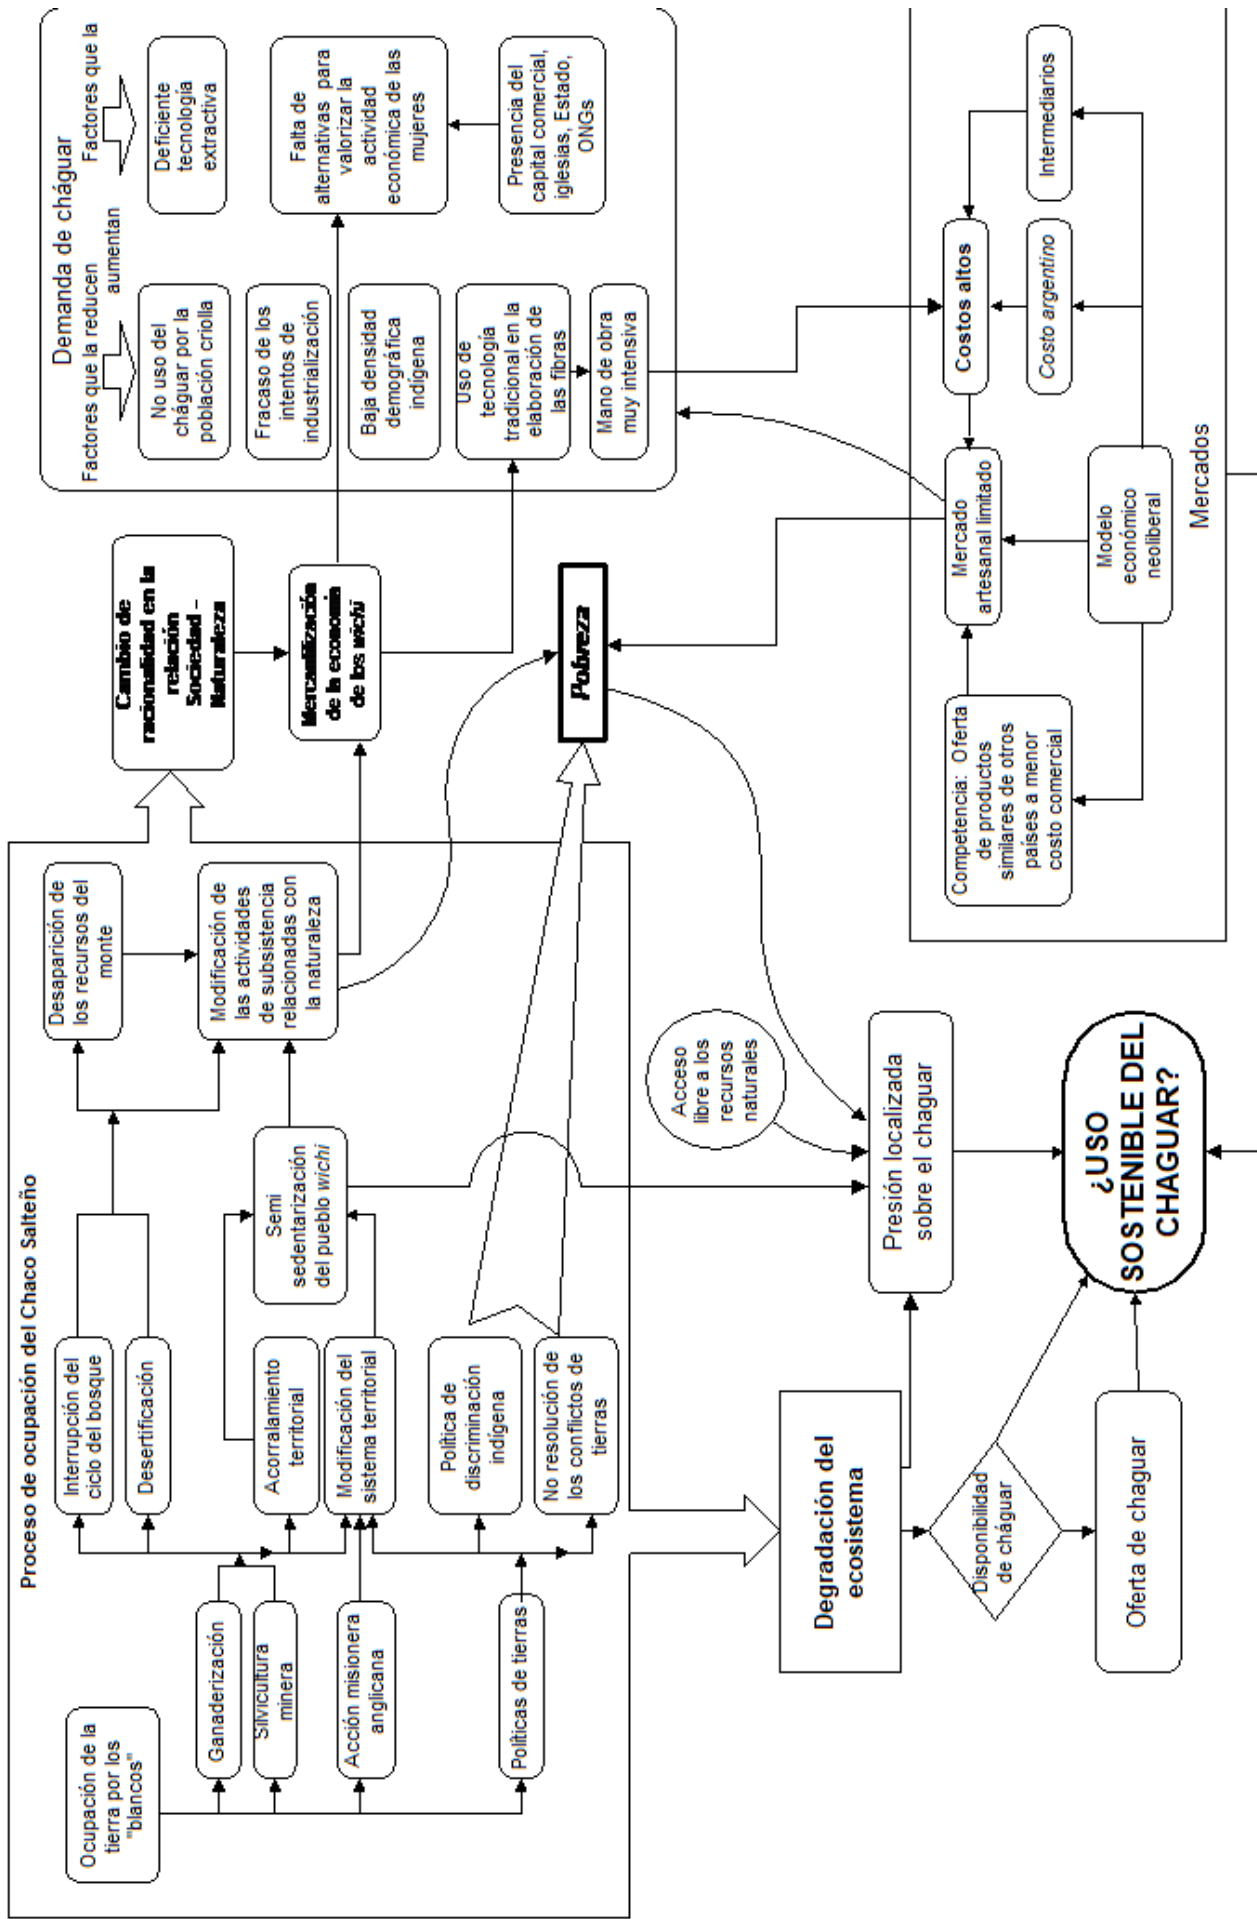 Proceso de ocupación del Chaco Salteño
Ocupación de la
tierra por los
"blancos"
Ganaderización
Silvicultura
minera
Acción misionera
anglicana
Políticas de tierras
Interrupción del
ciclo del bosque
Desertificación
Acorralamiento
territorial
Modificación del
sistema territorial
Política de
discriminación
indígena
No resolución de
los conflictos de
tierras
Semi
sedentarización
del pueblo wichi
Desaparición de
los recursos del
monte
Modificación de
las actividades
de subsistencia
relacionadas con
la naturaleza
Cambio de
racionalidad en la
relación
Sociedad –
Naturaleza
Mercantilización
de la economía
de los wichi
Pobreza
Demanda de cháguar
Factores que la reducen
Factores que la
aumentan
No uso del
cháguar por la
población criolla
Fracaso de los
intentos de
industrialización
Baja densidad
demográfica
indígena
Uso de
tecnología
tradicional en la
elaboración de
las fibras
Mano de obra
muy intensiva
Deficiente
tecnología
extractiva
Falta de
alternativas para
valorizar la
actividad
económica de las
mujeres
Presencia del
capital comercial,
iglesias, Estado,
ONGs
Degradación del
ecosistema
Disponibilidad
de cháguar
Oferta de chaguar
Acceso
libre a los
recursos
naturales
Presión localizada
sobre el chaguar
¿USO
SOSTENIBLE DEL
CHAGUAR?
Competencia: Oferta
de productos
similares de otros
países a menor
costo comercial
Mercado
artesanal limitado
Modelo
económico
neoliberal
Costos altos
Costo argentino
Intermediarios
Mercados